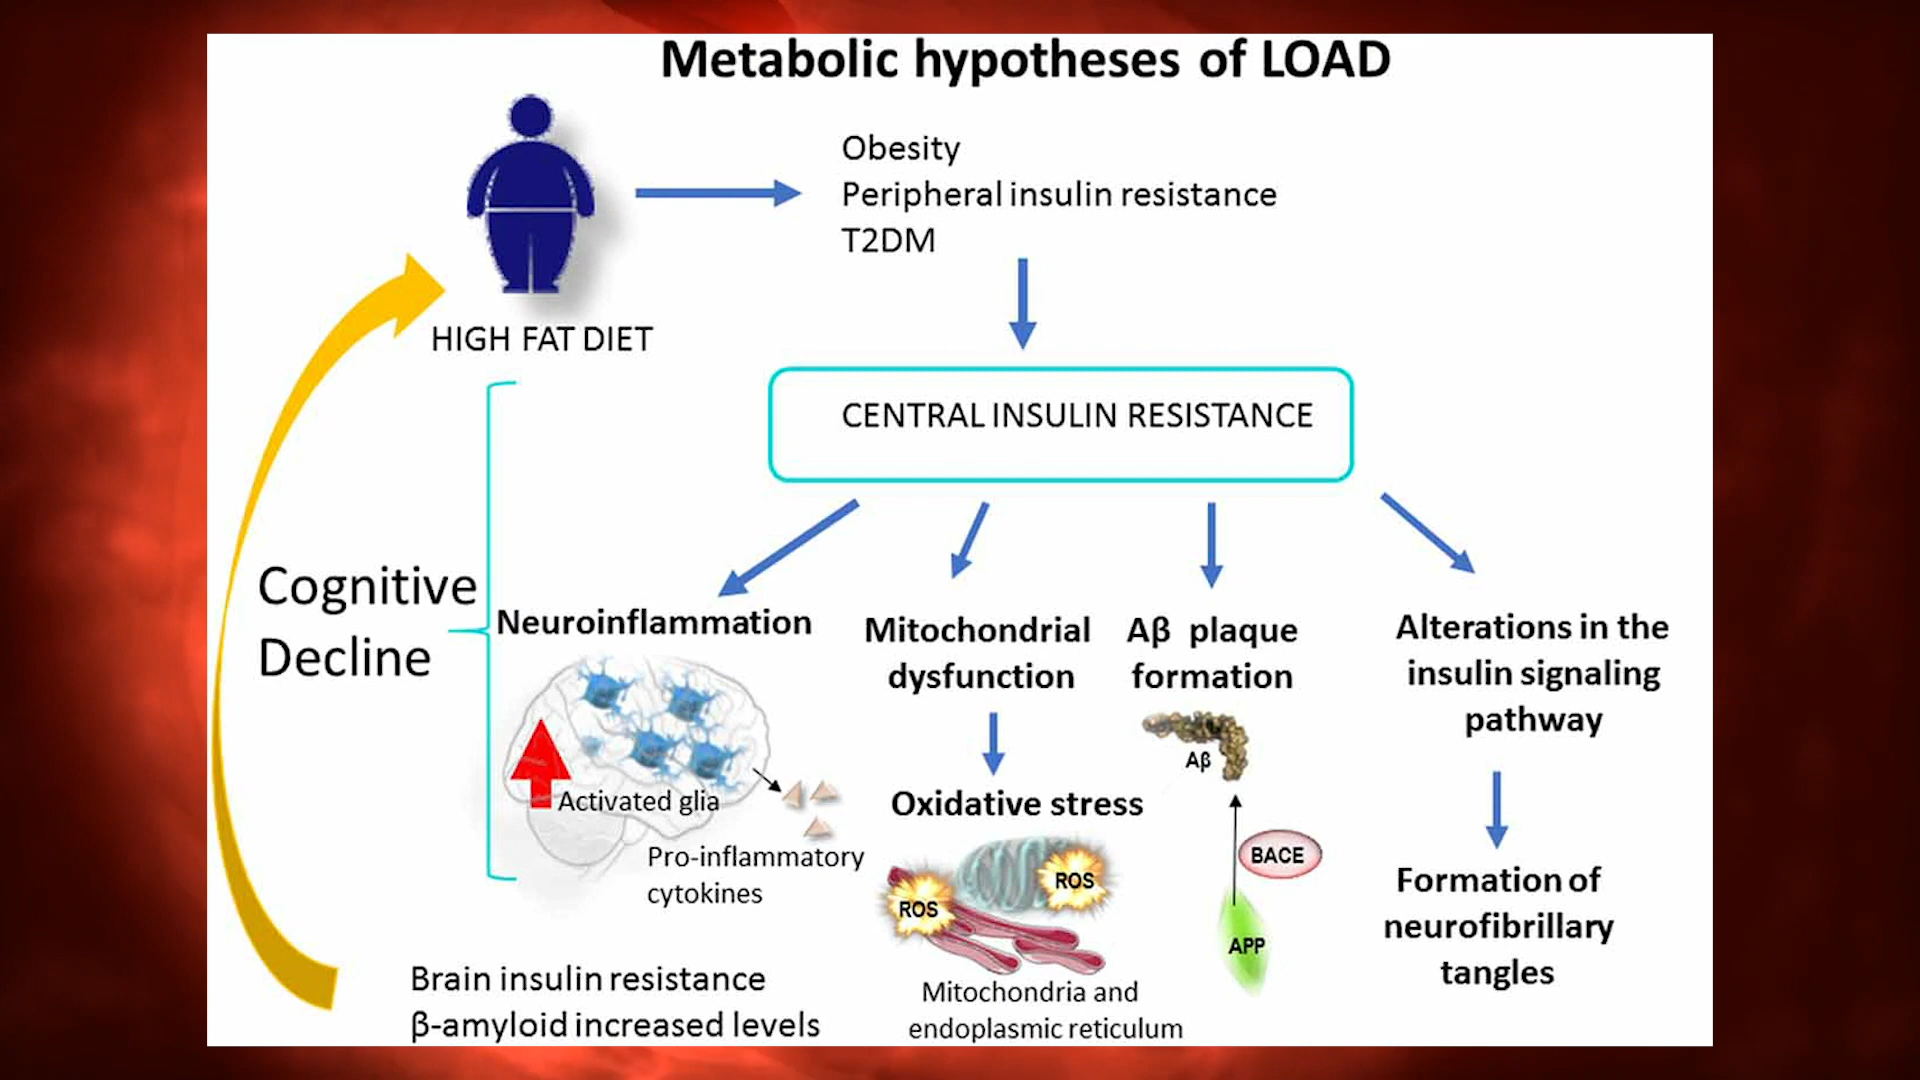 Metabolic hypotheses of LOAD
Obesity
Peripheral insulin resistance
T2DM
HIGH FAT DIET
CENTRAL INSULIN RESISTANCE
Cognitive
Decline
Neuroinflammation
Activated glia
Pro-inflammatory
cytokines
Mitochondrial
dysfunction
Oxidative stress
ROS
ROS
Mitochondria and
endoplasmic reticulum
Aβ plaque
formation
Aβ
BACE
APP
Alterations in the
insulin signaling
pathway
Formation of
neurofibrillary
tangles
Brain insulin resistance
β-amyloid increased levels